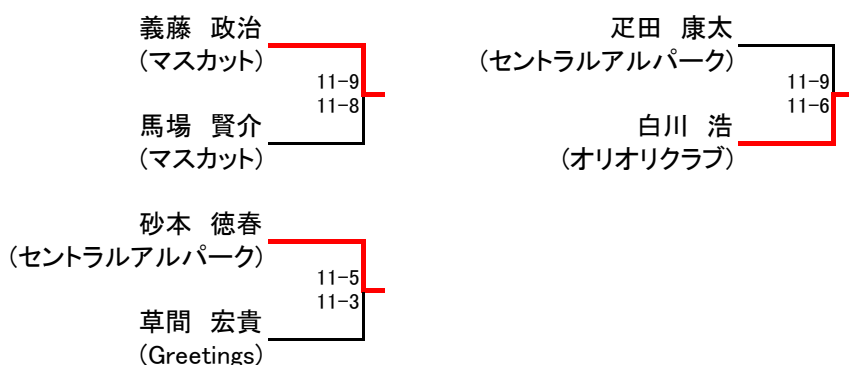 義藤 政治
(マスカット)
11-9
11-8
馬場 賢介
(マスカット)
疋田 康太
(セントラルアルパーク)
11-9
11-6
白川 浩
(オリオリクラブ)
砂本 徳春
(セントラルアルパーク)
11-5
11-3
草間 宏貴
(Greetings)